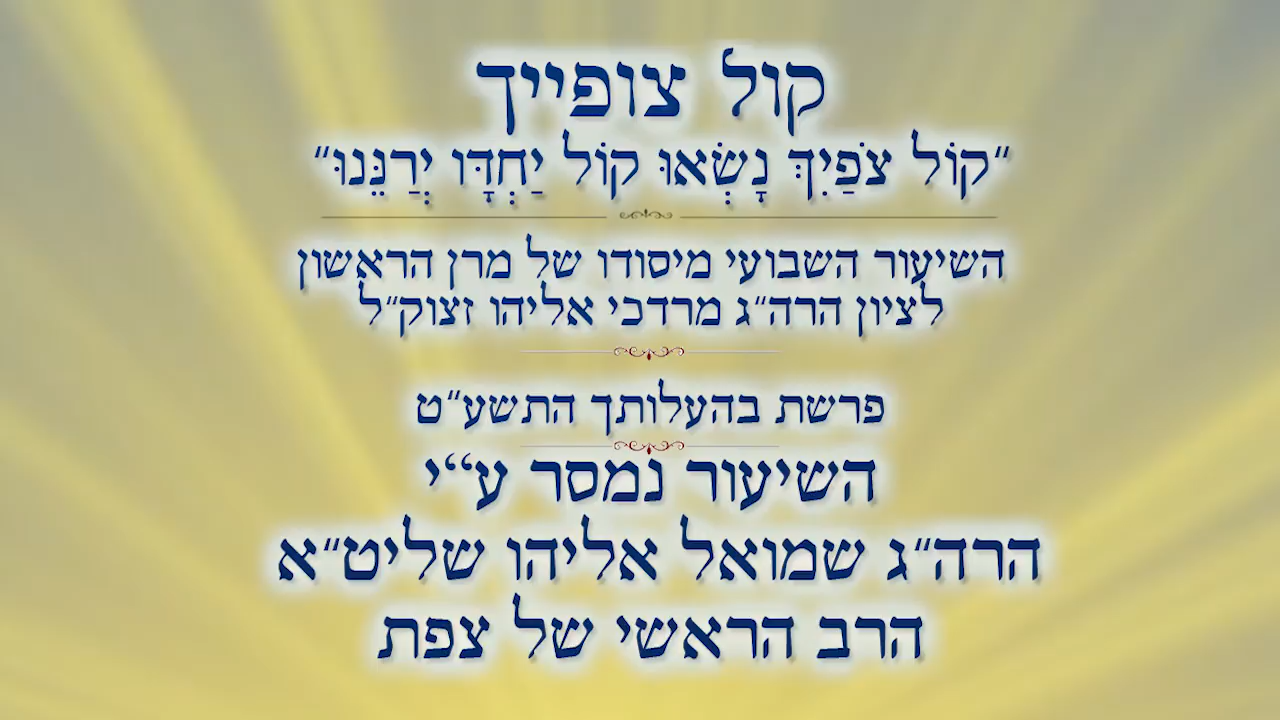 קול צופייך
"קוֹל צֹפַיִךְ נָשְׂאוּ קוֹל יַחְדָּו יְרַנֵּנוּ"
השיעור השבועי מיסודו של מרן הראשון
לציון הרה"ג מרדכי אליהו זצוק"ל
פרשת בהעלותך התשע"ט
השיעור נמסר ע“י
הרה"ג שמואל אליהו שליט"א
הרב הראשי של צפת